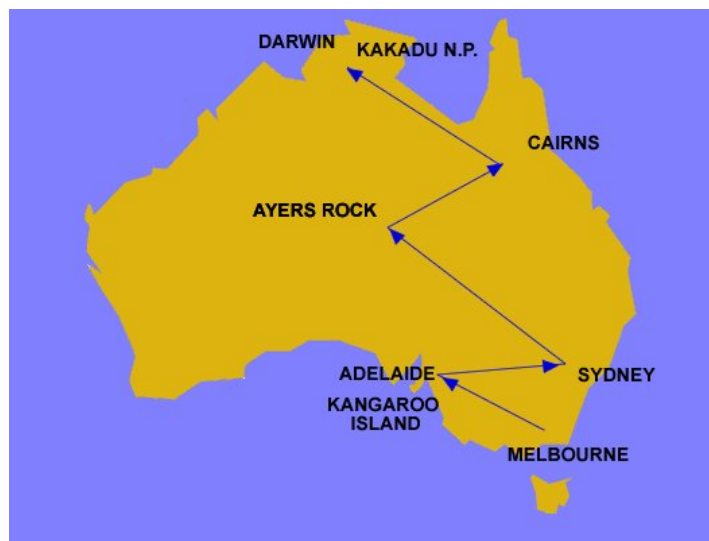 DARWIN
KAKADU N.P.
CAIRNS
AYERS ROCK
ADELAIDE
SYDNEY
KANGAROO
ISLAND
MELBOURNE